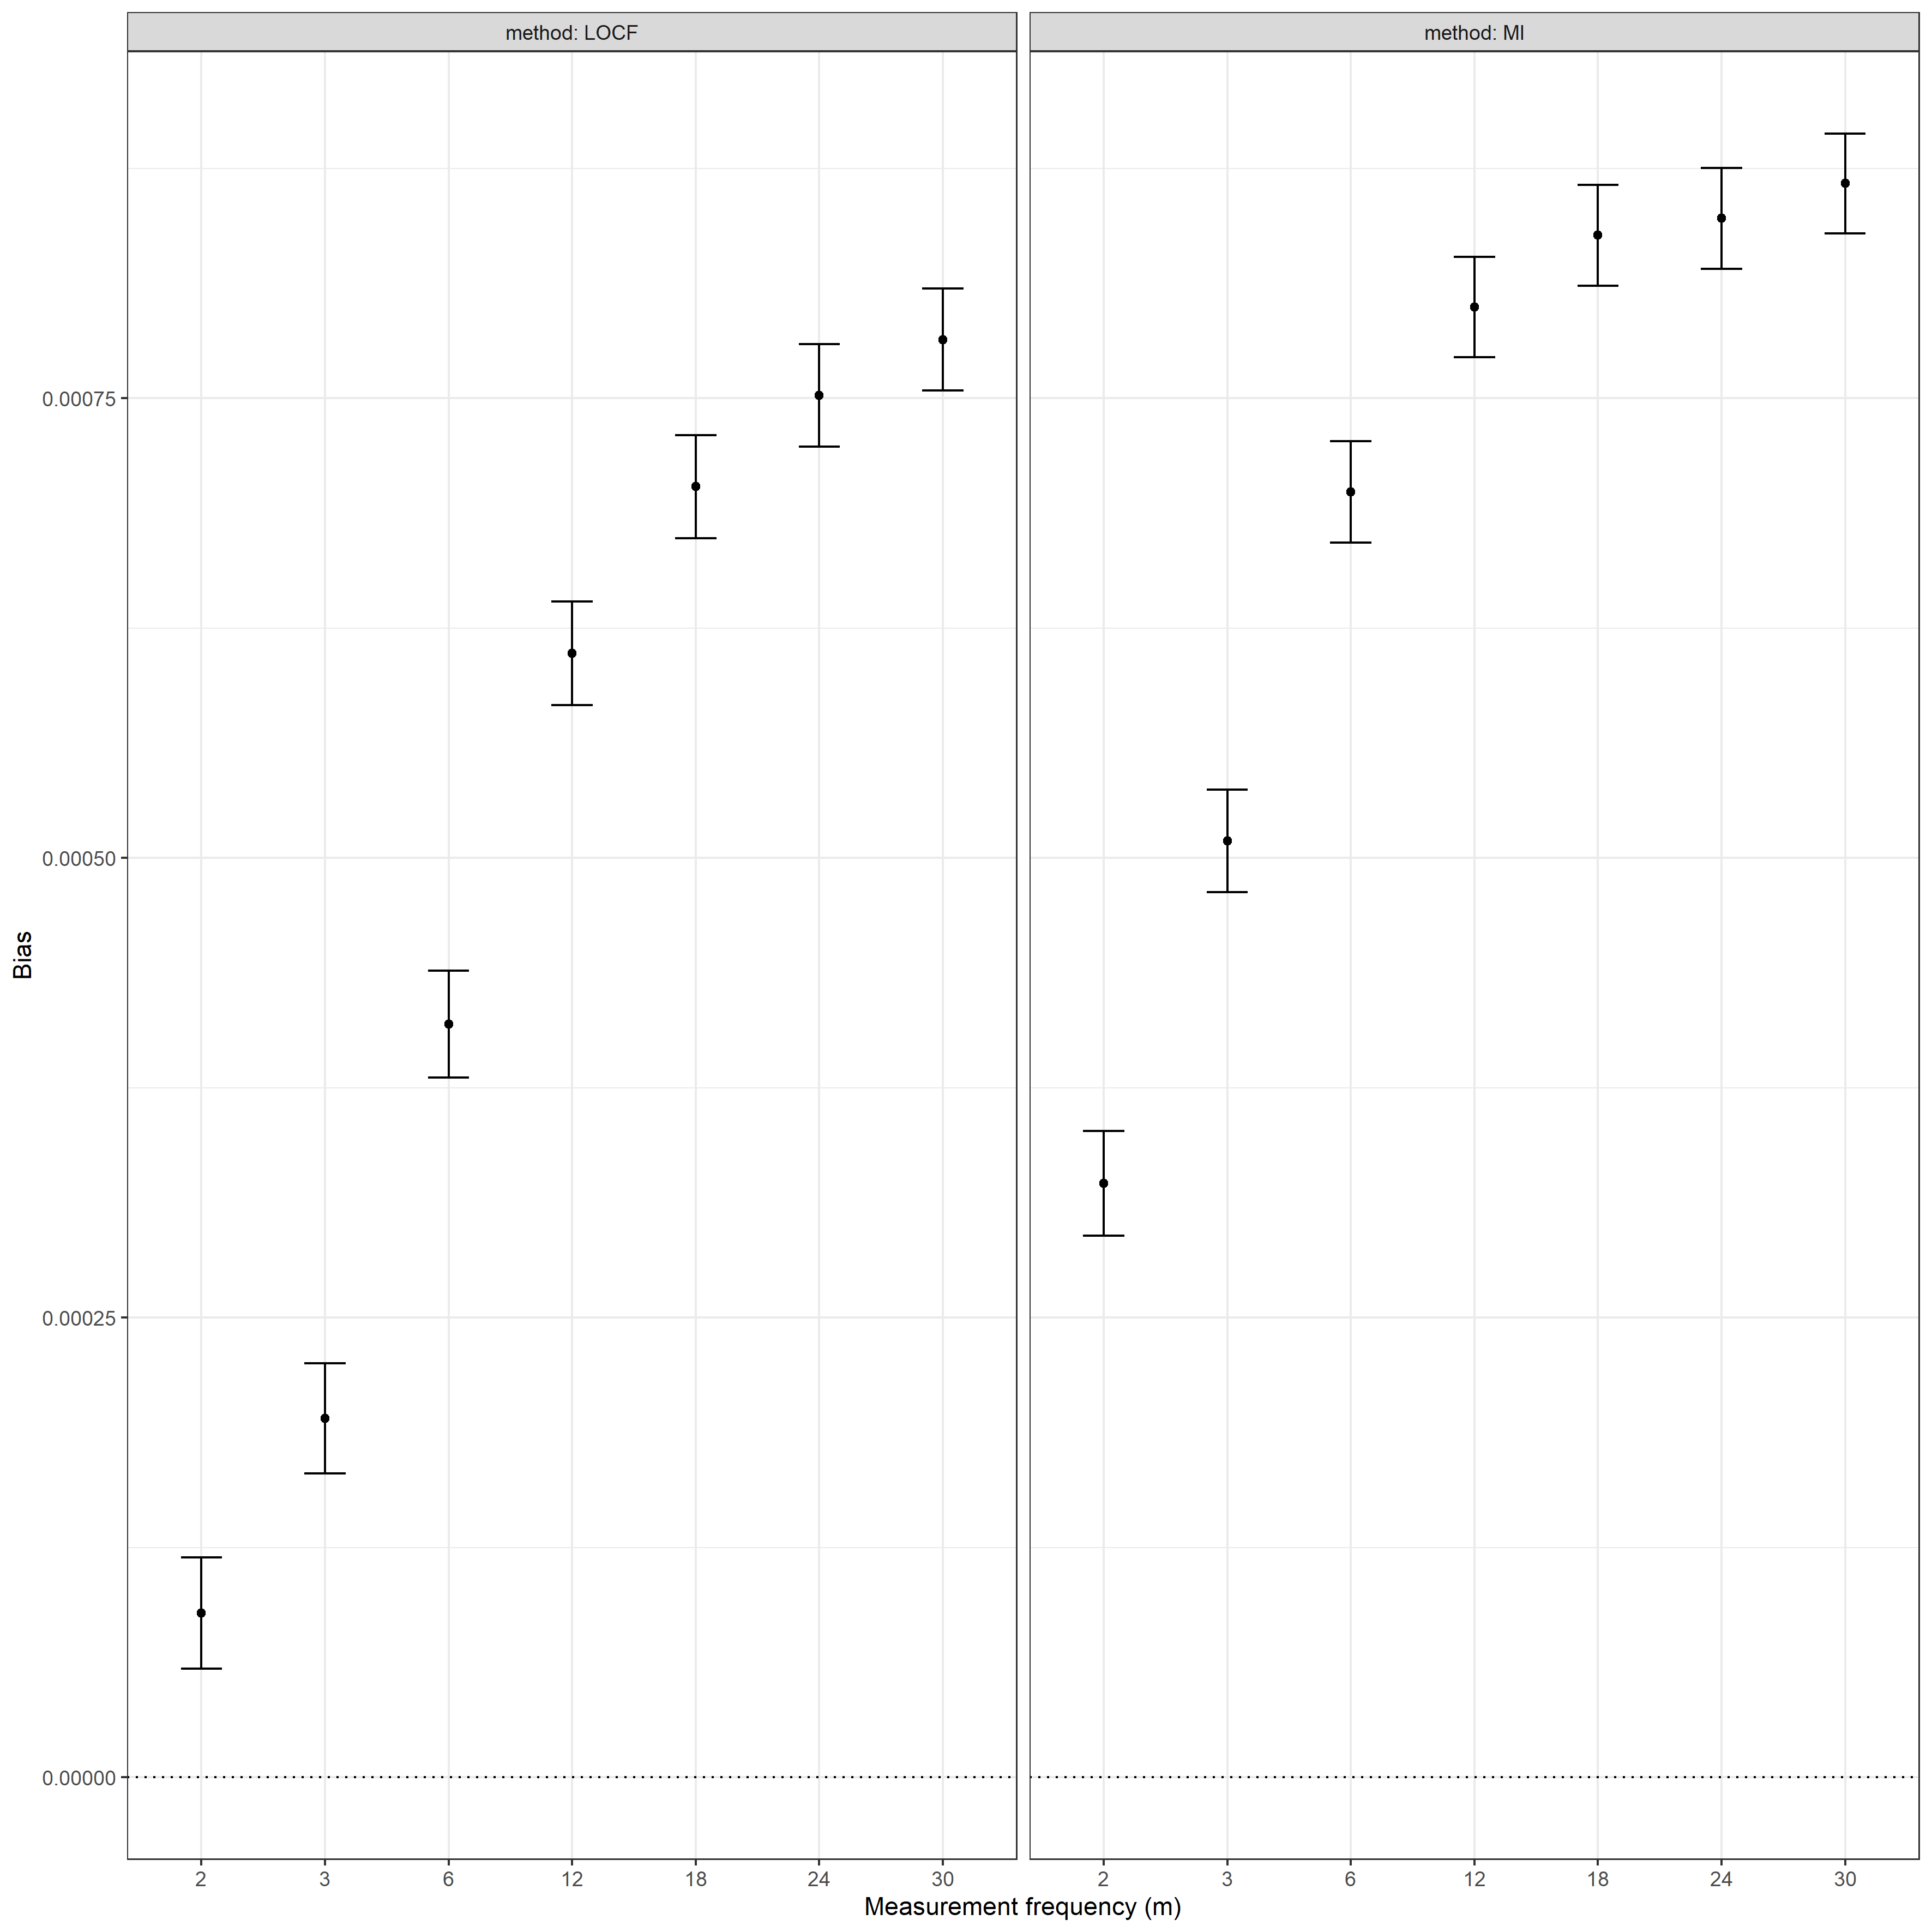 method: LOCF
method: MI
Bias
0.00075
0.00050
0.00025
0.00000
2 3 6 12 18 24 30
2 3 6 12 18 24 30
Measurement frequency (m)